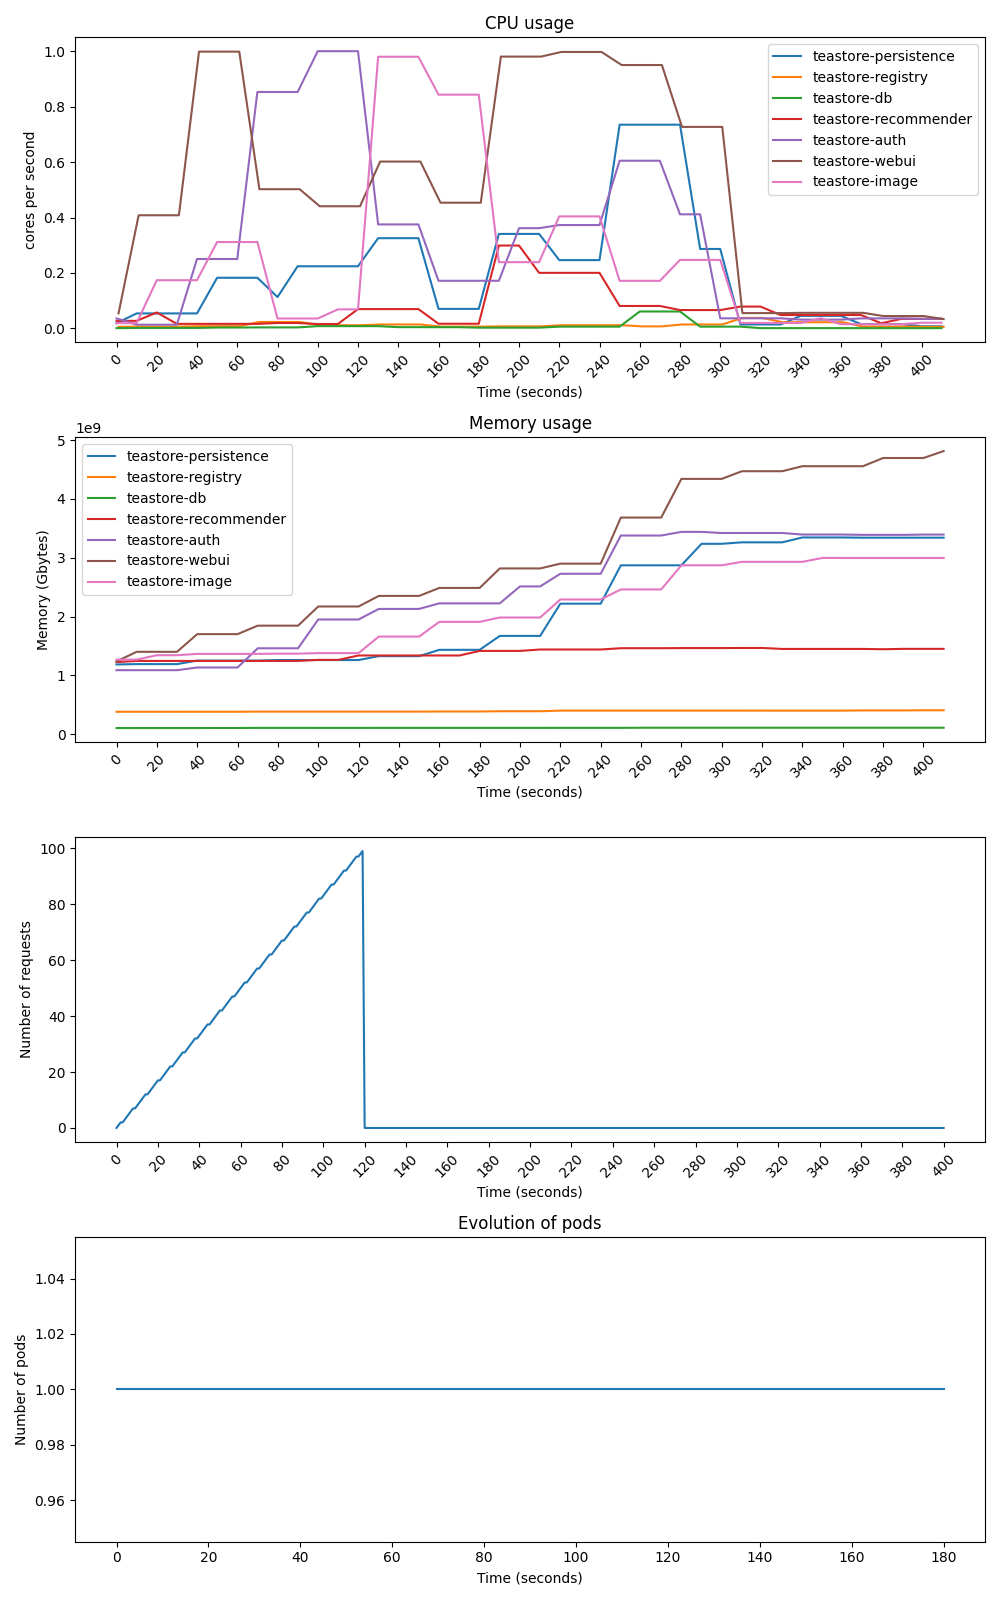 CPU usage
1.0
0.8
0.6
0.4
0.2
0.0
cores per second
teastore-persistence
teastore-registry
teastore-db
teastore-recommender
teastore-auth
teastore-webui
teastore-image
0 20 40 60 80 100 120 140 160 180 200 220 240 260 280 300 320 340 360 380 400
Time (seconds)
Memory usage
1e9
5
4
3
2
1
0
Memory (Gbytes)
teastore-persistence
teastore-registry
teastore-db
teastore-recommender
teastore-auth
teastore-webui
teastore-image
0 20 40 60 80 100 120 140 160 180 200 220 240 260 280 300 320 340 360 380 400
Time (seconds)
100
80
60
40
20
0
Number of requests
0 20 40 60 80 100 120 140 160 180 200 220 240 260 280 300 320 340 360 380 400
Time (seconds)
Evolution of pods
1.04
1.02
1.00
0.98
0.96
Number of pods
0 20 40 60 80 100 120 140 160 180
Time (seconds)